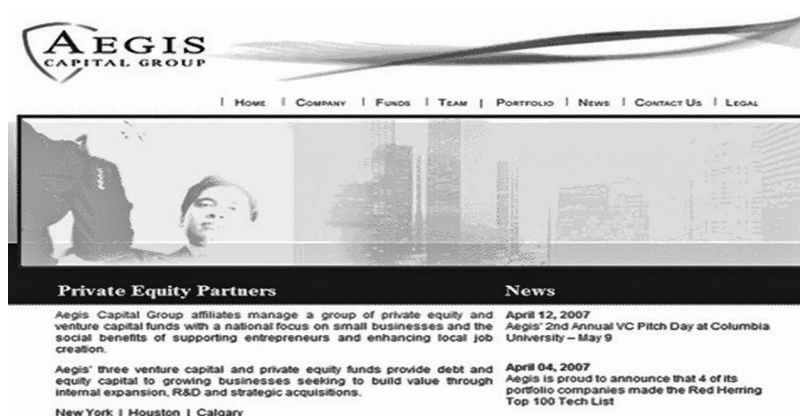 AEGIS
CAPITAL GROUP
| HOME | COMPANY | FUNDS | TEAM | PORTFOLIO | NEWS | CONTACT US | LEGAL
Private Equity Partners
Aegis Capital Group affiliates manage a group of private equity and
venture capital funds with a national focus on small businesses and the
social benefits of supporting entrepreneurs and enhancing local job
creation.
Aegis' three venture capital and private equity funds provide debt and
equity capital to growing businesses seeking to build value through
internal expansion, R&D and strategic acquisitions.
New York | Houston | Calgary
News
April 12, 2007
Aegis' 2nd Annual VC Pitch Day at Columbia
University – May 9
April 04, 2007
Aegis is proud to announce that 4 of its
portfolio companies made the Red Herring
Top 100 Tech List